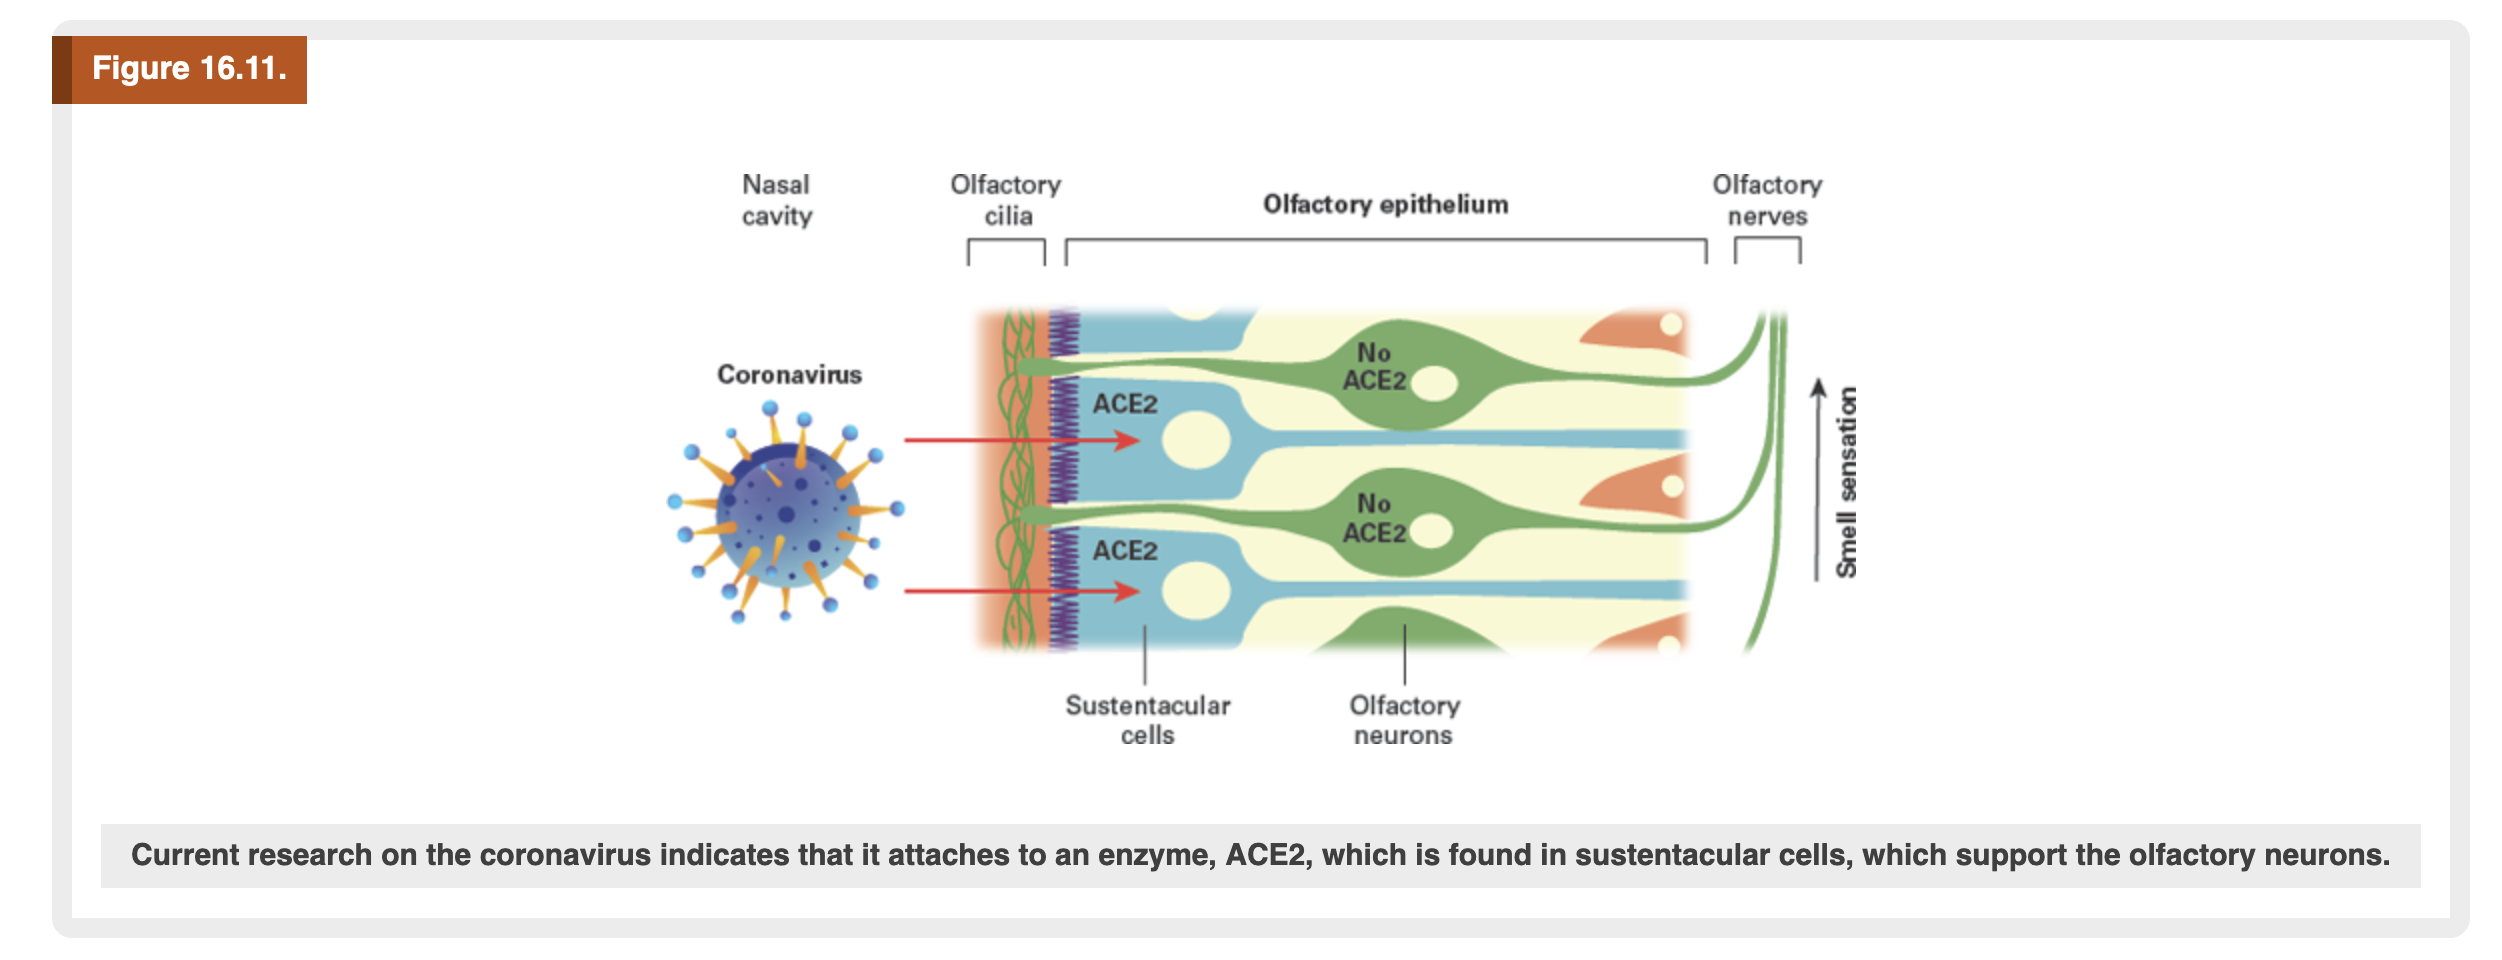 Figure 16.11.
Nasal
cavity
Olfactory
cilia
Olfactory epithelium
Olfactory
nerves
Coronavirus
No
ACE2
ACE2
No
ACE2
ACE2
Smell sensation
Sustentacular
cells
Olfactory
neurons
Current research on the coronavirus indicates that it attaches to an enzyme, ACE2, which is found in sustentacular cells, which support the olfactory neurons.